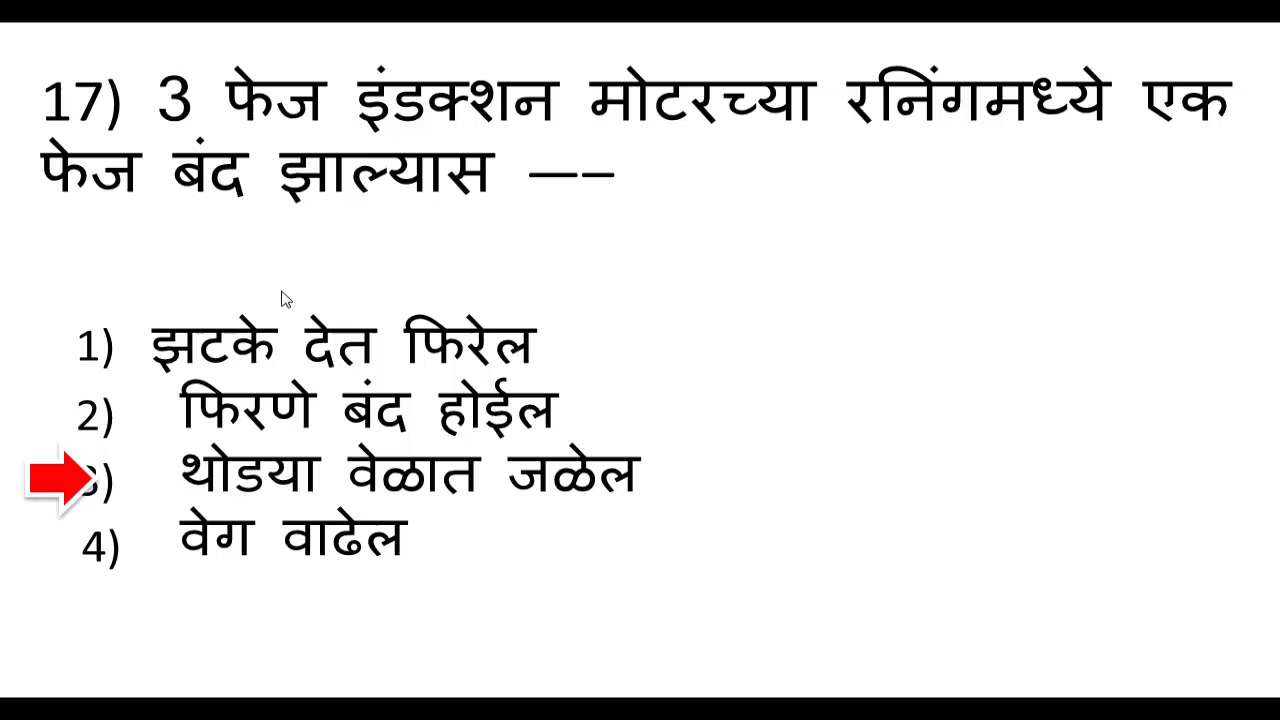 17) 3 फेज इंडक्शन मोटरच्या रनिंगमध्ये एक
फेज बंद झाल्यास —–
1) झटके देत फिरेल
2) फिरणे बंद होईल
3) थोडया वेळात जळेल
4) वेग वाढेल